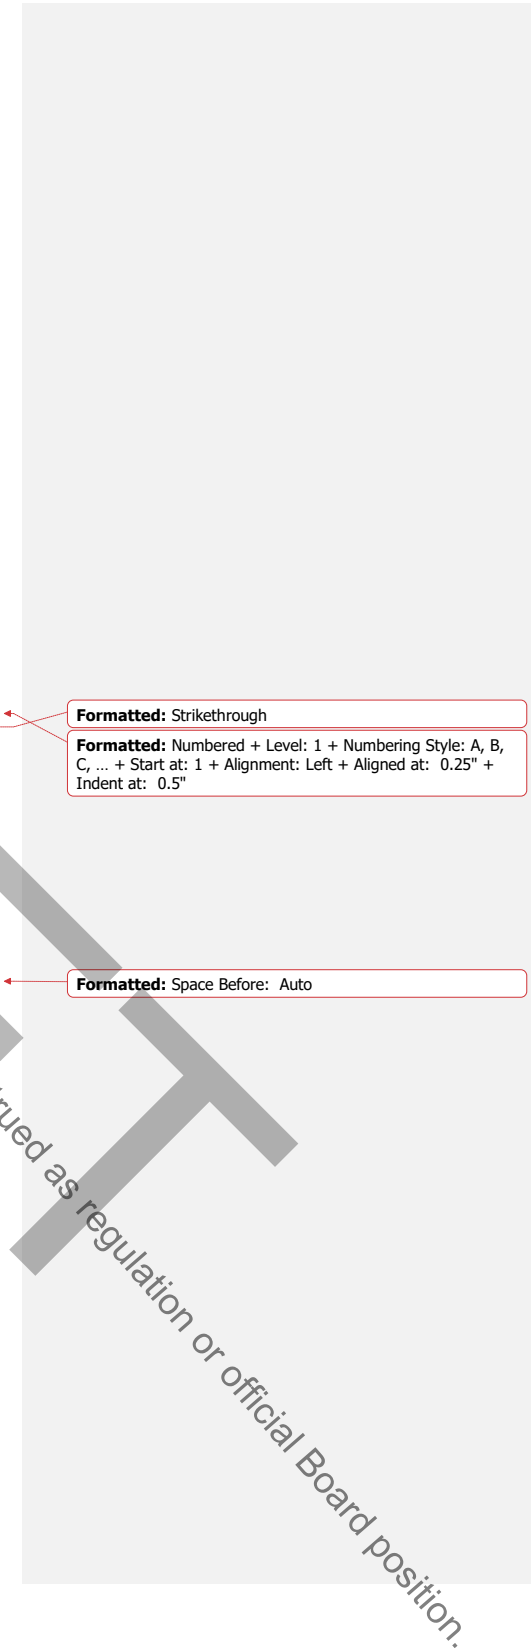 Formatted: Strikethrough
Formatted: Numbered + Level: 1 + Numbering Style: A, B,
C, ... + Start at: 1 + Alignment: Left + Aligned at:  0.25" +
Indent at:  0.5"
Formatted: Space Before:  Auto
T
as regulation or official Board position.